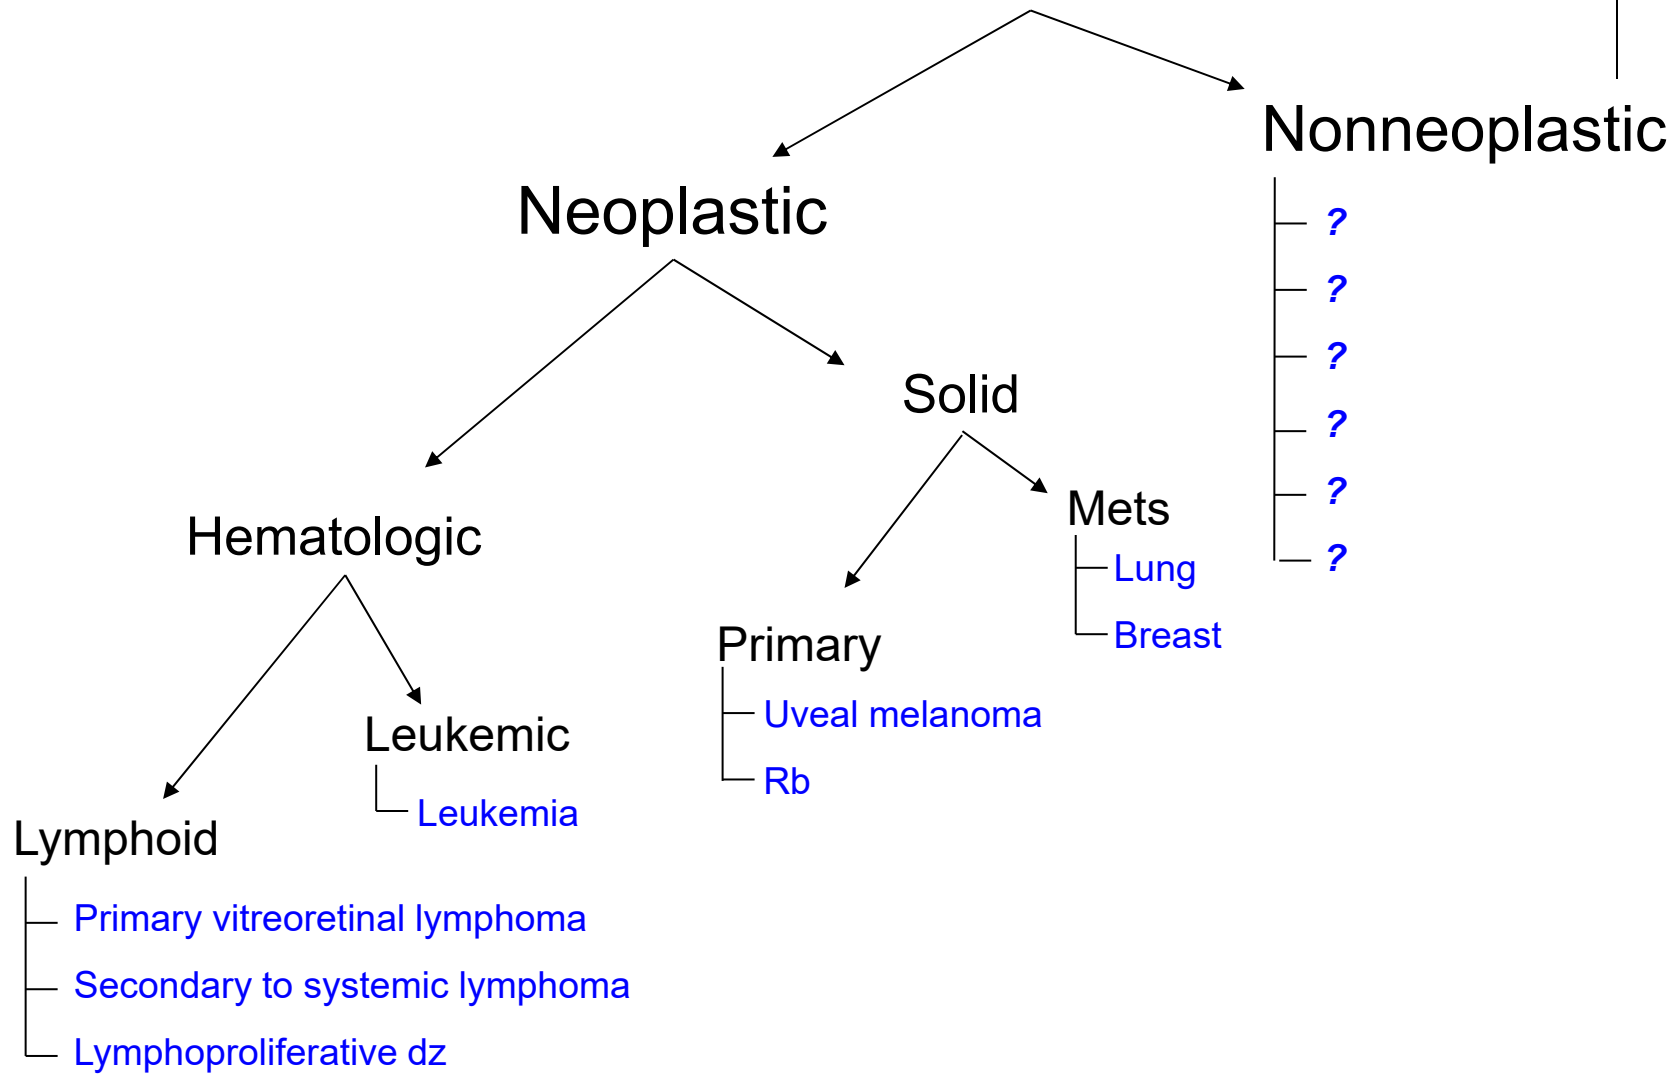 Nonneoplastic
?
?
?
?
?
?
Neoplastic
Solid
Mets
Lung
Breast
Primary
Uveal melanoma
Rb
Hematologic
Leukemic
Leukemia
Lymphoid
Primary vitreoretinal lymphoma
Secondary to systemic lymphoma
Lymphoproliferative dz